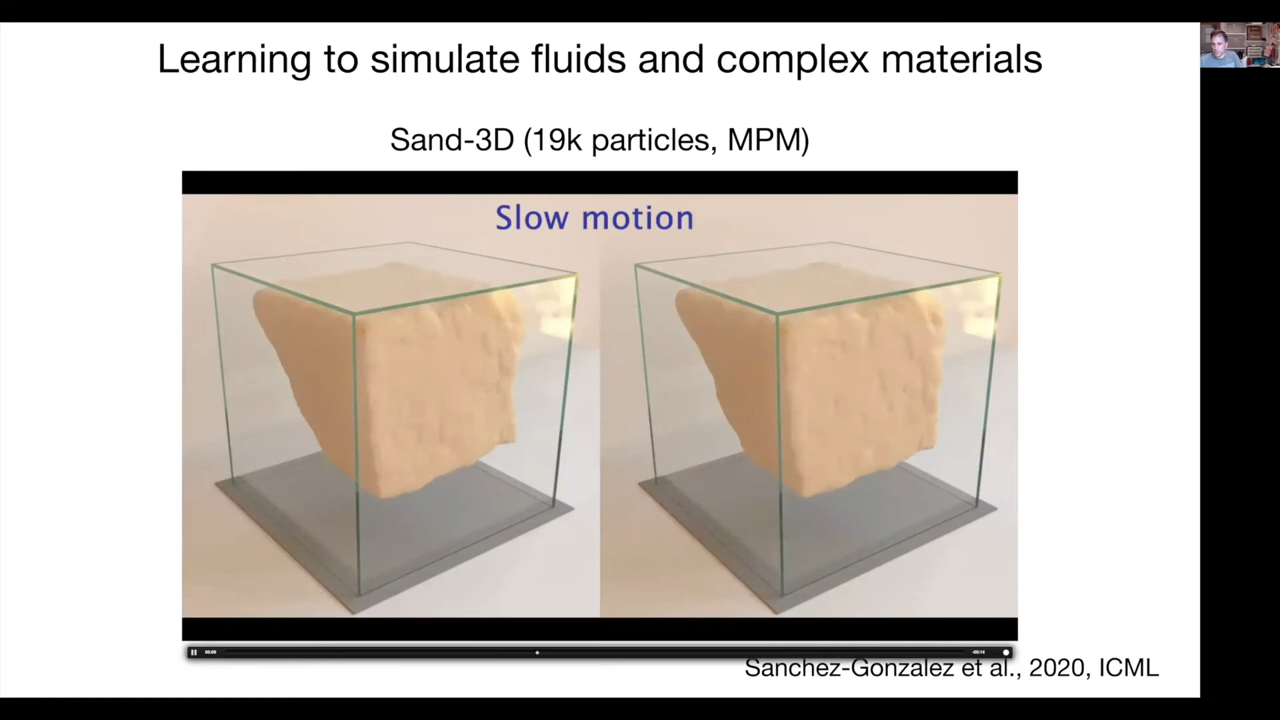 Learning to simulate fluids and complex materials
Sand-3D (19k particles, MPM)
Slow motion
Sanchez-Gonzalez et al., 2020, ICML